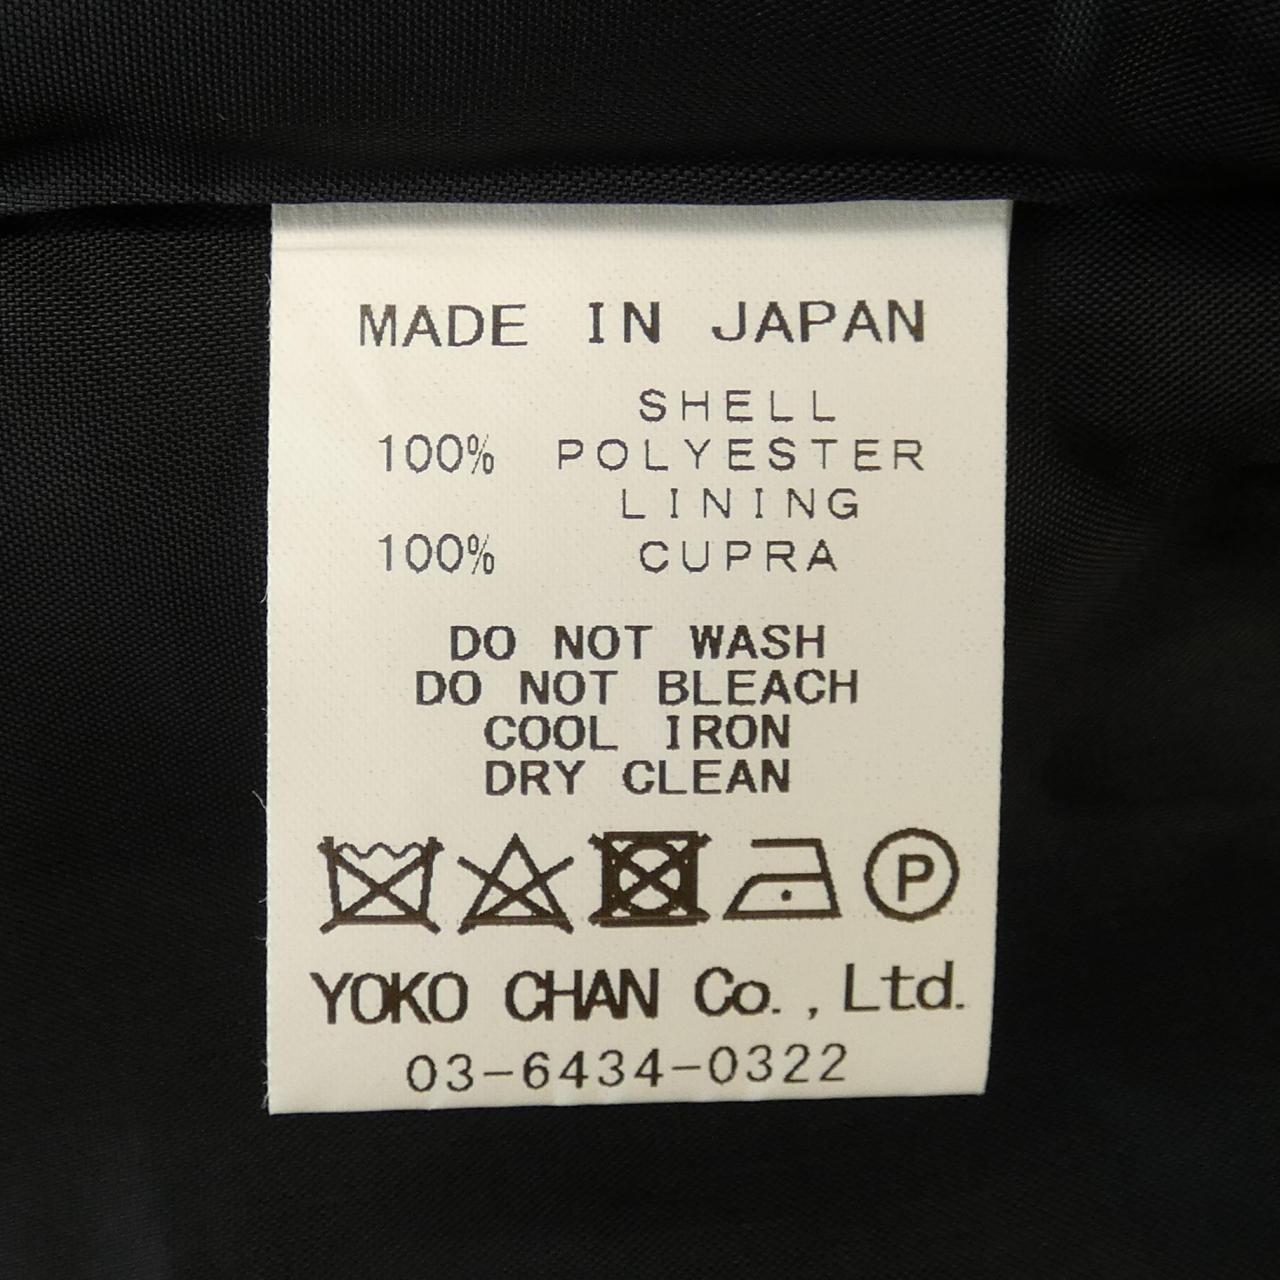 MADE IN JAPAN
SHELL
100% POLYESTER
LINING
100% CUPRA
DO NOT WASH
DO NOT BLEACH
COOL IRON
DRY CLEAN
P
YOKO CHAN Co.,Ltd.
03-6434-0322